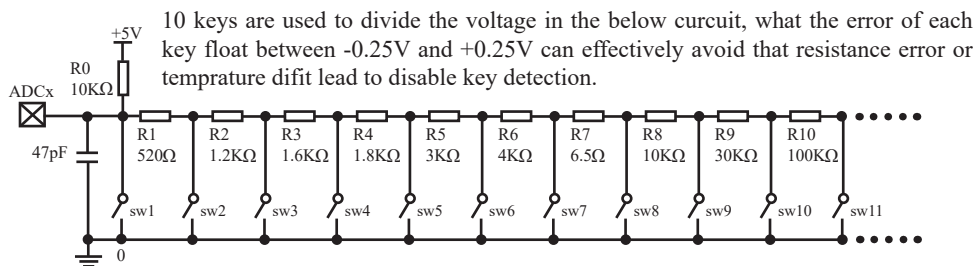 10 keys are used to divide the voltage in the below curcuit, what the error of each
key float between -0.25V and +0.25V can effectively avoid that resistance error or
temprature difit lead to disable key detection.
+5V
R0
10KΩ
ADCx
47pF
R1 R2 R3 R4 R5 R6 R7 R8 R9 R10
520Ω 1.2KΩ 1.6KΩ 1.8KΩ 3KΩ 4KΩ 6.5Ω 10KΩ 30KΩ 100KΩ
sw1 sw2 sw3 sw4 sw5 sw6 sw7 sw8 sw9 sw10 sw11
0